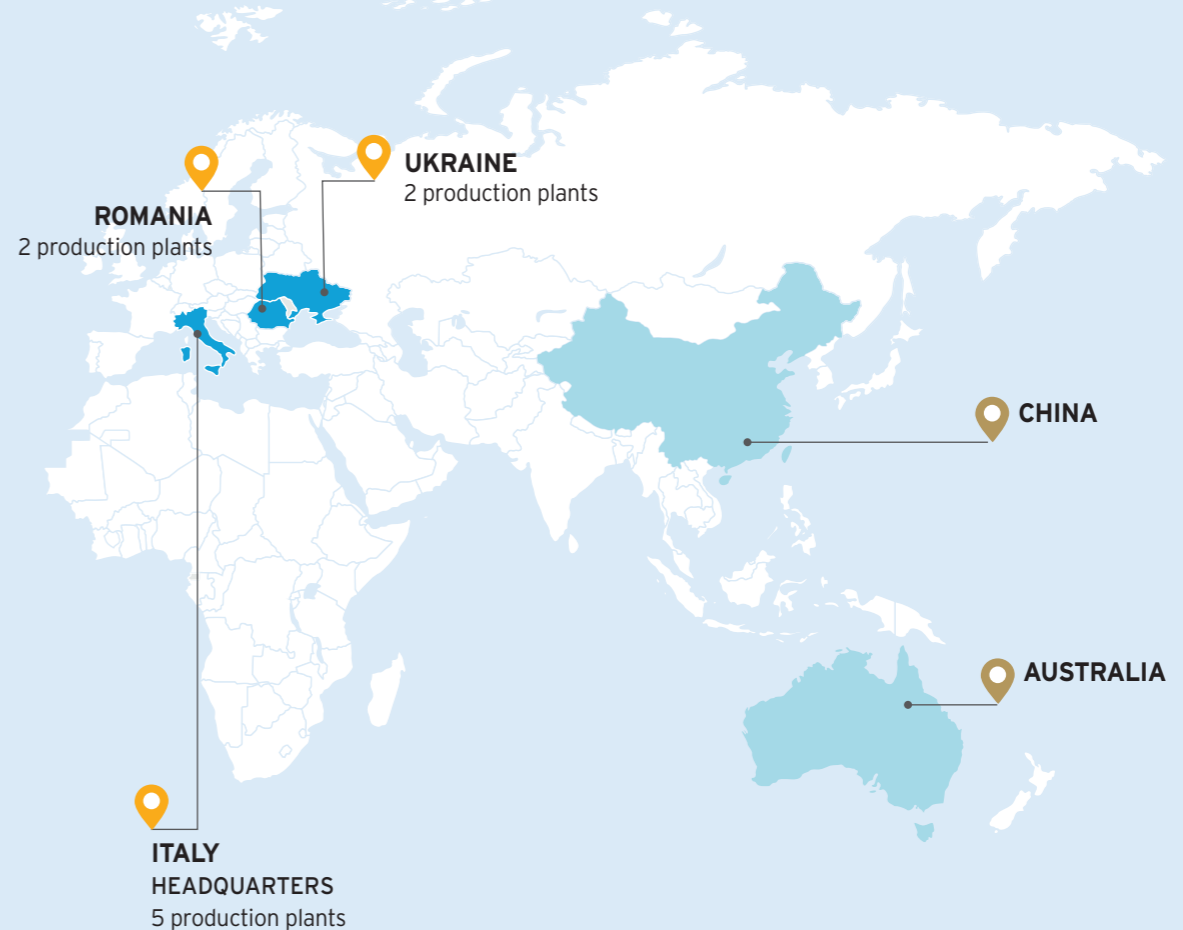 UKRAINE
2 production plants
ROMANIA
2 production plants
CHINA
AUSTRALIA
ITALY
HEADQUARTERS
5 production plants